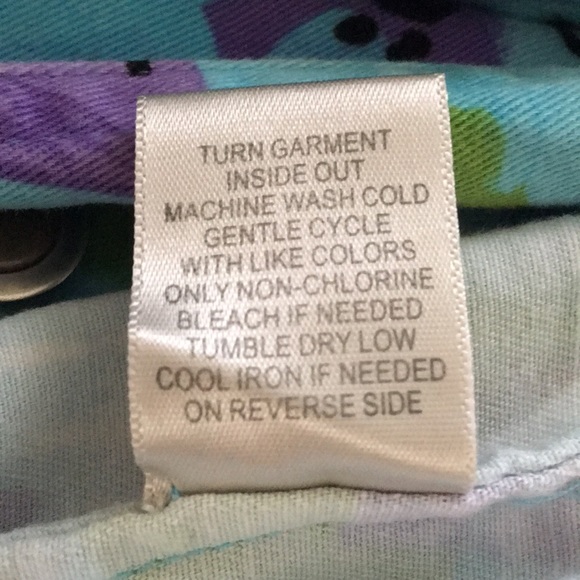 TURN GARMENT
INSIDE OUT
MACHINE WASH COLD
GENTLE CYCLE
WITH LIKE COLORS
ONLY NON-CHLORINE
BLEACH IF NEEDED
TUMBLE DRY LOW
COOL IRON IF NEEDED
ON REVERSE SIDE